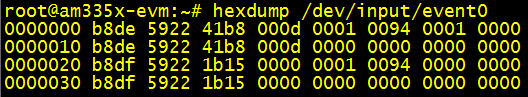 root@am335x-evm:~# hexdump /dev/input/event0
0000000 b8de 5922 41b8 000d 0001 0094 0001 0000
0000010 b8de 5922 41b8 000d 0000 0000 0000 0000
0000020 b8df 5922 1b15 0000 0001 0094 0000 0000
0000030 b8df 5922 1b15 0000 0000 0000 0000 0000